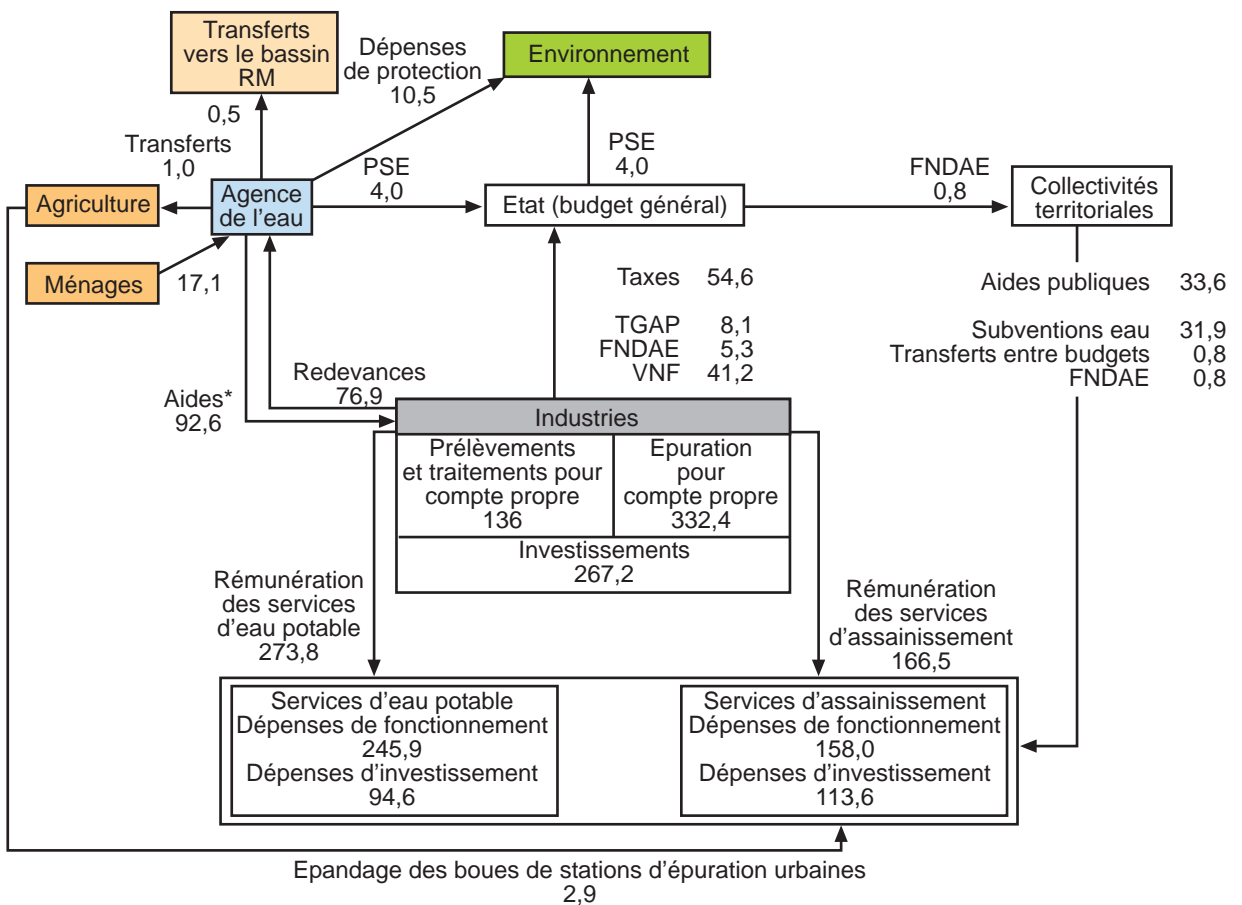 Transferts
vers le bassin
RM
Dépenses
de protection
10,5
Environnement
0,5
Transferts
1,0
PSE
4,0
PSE
4,0
FNDAE
0,8
Agriculture
Agence
de l'eau
Etat (budget général)
Collectivités
territoriales
Ménages
17,1
Taxes 54,6
TGAP 8,1
FNDAE 5,3
VNF 41,2
Aides publiques 33,6
Subventions eau 31,9
Transferts entre budgets 0,8
FNDAE 0,8
Redevances
76,9
Aides*
92,6
Industries
Prélèvements
et traitements pour
compte propre
136
Epuration
pour
compte propre
332,4
Investissements
267,2
Rémunération
des services
d'eau potable
273,8
Rémunération
des services
d'assainissement
166,5
Services d'eau potable
Dépenses de fonctionnement
245,9
Dépenses d'investissement
94,6
Services d'assainissement
Dépenses de fonctionnement
158,0
Dépenses d'investissement
113,6
Epandage des boues de stations d'épuration urbaines
2,9